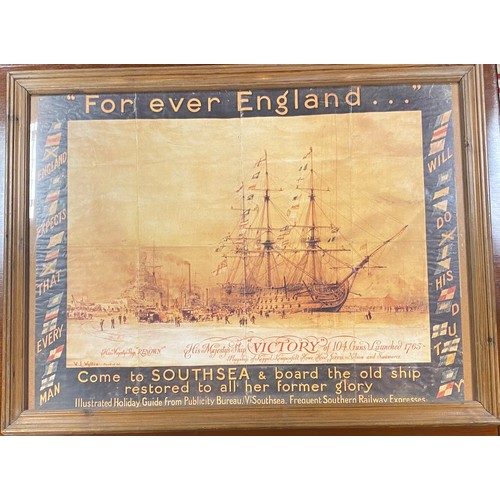 "For ever England..."
ENGLAND
EXPECTS
THAT
EVERY
MAN
WILL
DO
HIS
D
U
T
Y
His Majesty's Ship VICTORY of 104 Guns Launched 1765
Come to SOUTHSEA & board the old ship
restored to all her former glory
Illustrated Holiday Guide from Publicity Bureau, Southsea. Frequent Southern Railway Expresses.